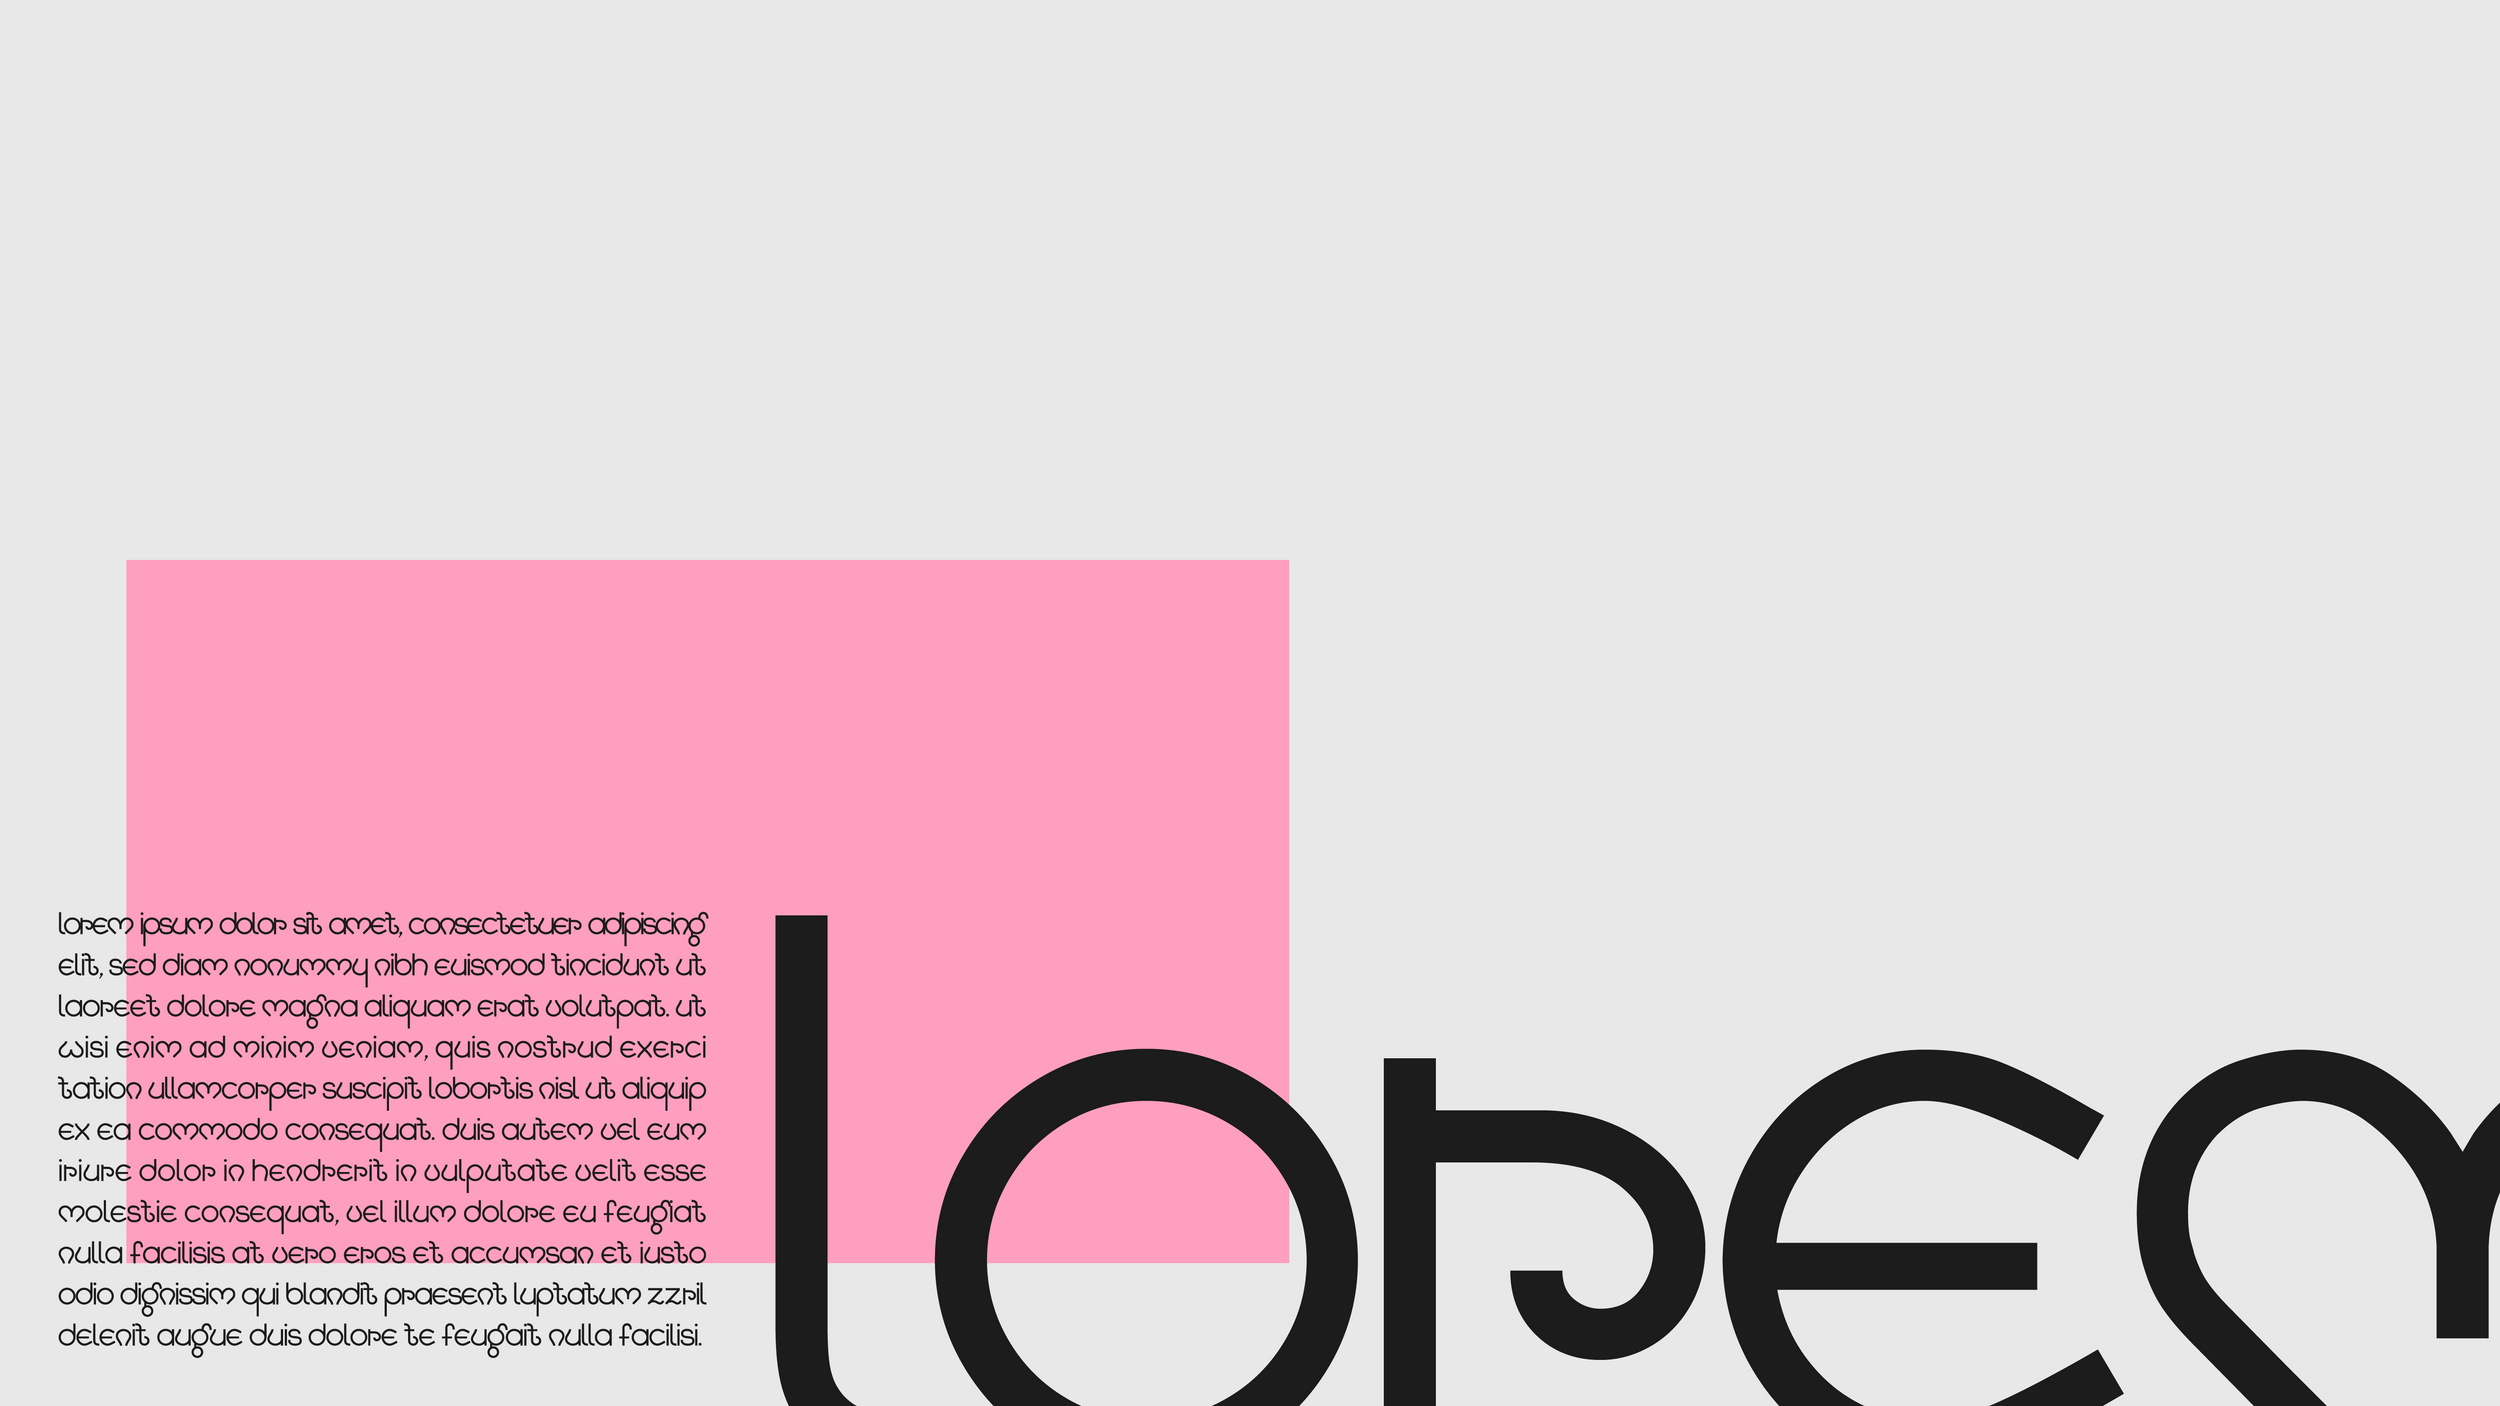 lorem ipsum dolor sit amet, consectetuer adipiscing
elit, sed diam nonummy nibh euismod tincidunt ut
laoreet dolore magna aliquam erat volutpat. ut
wisi enim ad minim veniam, quis nostrud exerci
tation ullamcorper suscipit lobortis nisl ut aliquip
ex ea commodo consequat. duis autem vel eum
iriure dolor in hendrerit in vulputate velit esse
molestie consequat, vel illum dolore eu feugiat
nulla facilisis at vero eros et accumsan et iusto
odio dignissim qui blandit praesent luptatum zzril
delenit augue duis dolore te feugait nulla facilisi.
lorem